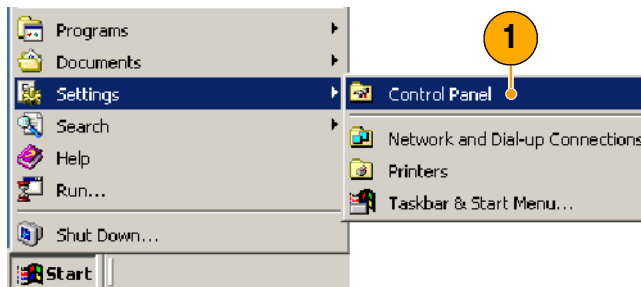 Programs
Documents
Settings
Search
Help
Run...
Shut Down...
Start
1
Control Panel
Network and Dial-up Connections
Printers
Taskbar & Start Menu...